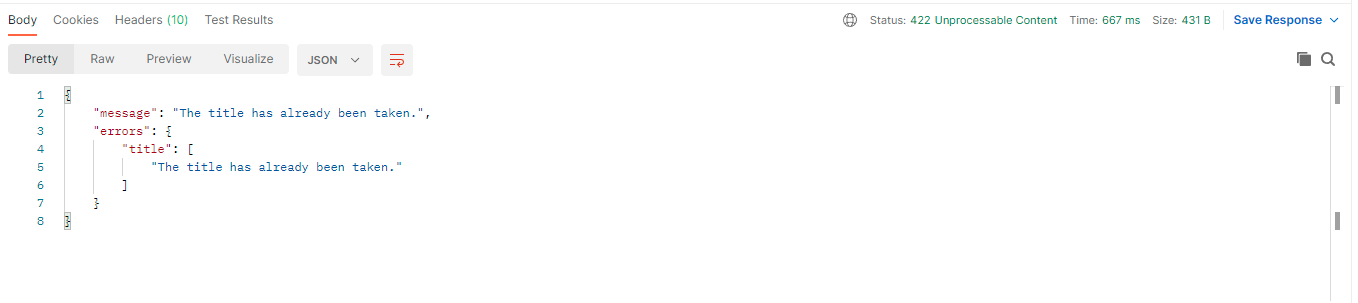 Body Cookies Headers (10) Test Results Status: 422 Unprocessable Content Time: 667 ms Size: 431 B Save Response
Pretty Raw Preview Visualize JSON
1 {
2 "message": "The title has already been taken.",
3 "errors": {
4 "title": [
5 "The title has already been taken."
6 ]
7 }
8 }